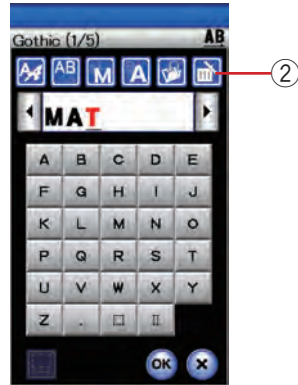 Gothic (1/5) AB
A AB M A
2
MAT
A B C D E
F G H I J
K L M N O
P Q R S T
U V W X Y
Z .
OK X